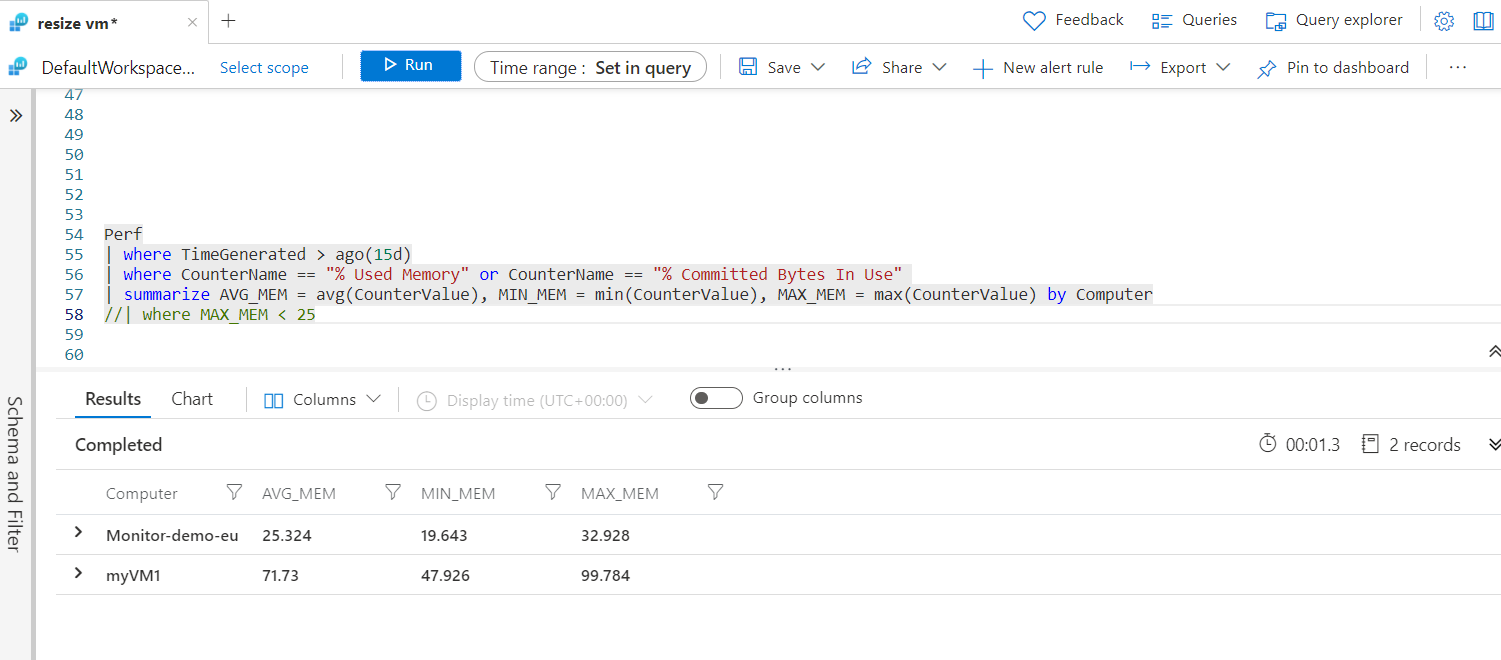 resize vm*
Feedback Queries Query explorer
DefaultWorkspace... Select scope Run Time range : Set in query Save Share New alert rule Export Pin to dashboard ...
47
48
49
50
51
52
53
54 Perf
55 | where TimeGenerated > ago(15d)
56 | where CounterName == "% Used Memory" or CounterName == "% Committed Bytes In Use"
57 | summarize AVG_MEM = avg(CounterValue), MIN_MEM = min(CounterValue), MAX_MEM = max(CounterValue) by Computer
58 //| where MAX_MEM < 25
59
60
Schema and Filter
Results Chart Columns Display time (UTC+00:00) Group columns
Completed 00:01.3 2 records
Computer AVG_MEM MIN_MEM MAX_MEM
Monitor-demo-eu 25.324 19.643 32.928
myVM1 71.73 47.926 99.784